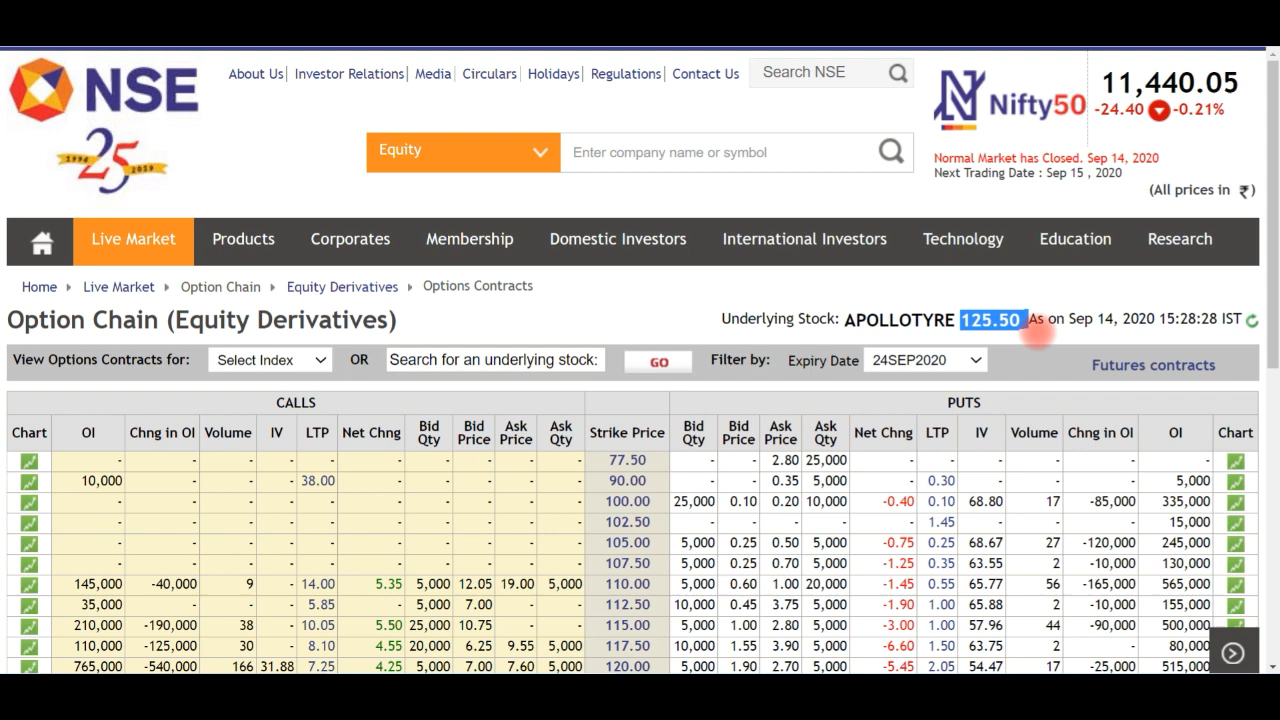 NSE
1994 25 2019
About Us| Investor Relations| Media| Circulars| Holidays| Regulations| Contact Us
Search NSE
Equity
Enter company name or symbol
Nifty50
11,440.05
-24.40 -0.21%
Normal Market has Closed. Sep 14, 2020
Next Trading Date : Sep 15 , 2020
(All prices in ₹)
Live Market Products Corporates Membership Domestic Investors International Investors Technology Education Research
Home Live Market Option Chain Equity Derivatives Options Contracts
Option Chain (Equity Derivatives)
Underlying Stock: APOLLOTYRE 125.50 As on Sep 14, 2020 15:28:28 IST
View Options Contracts for: Select Index OR Search for an underlying stock: GO Filter by: Expiry Date 24SEP2020 Futures contracts
CALLS PUTS
Chart OI Chng in OI Volume IV LTP Net Chng Bid Qty Bid Price Ask Price Ask Qty Strike Price Bid Qty Bid Price Ask Price Ask Qty Net Chng LTP IV Volume Chng in OI OI Chart
- - - - - - - - - - 77.50 - - 2.80 25,000 - - - - - -
10,000 - - - 38.00 - - - - - 90.00 - - 0.35 5,000 - 0.30 - - - 5,000
- - - - - - - - - - 100.00 25,000 0.10 0.20 10,000 -0.40 0.10 68.80 17 -85,000 335,000
- - - - - - - - - - 102.50 - - - - - 1.45 - - - 15,000
- - - - - - - - - - 105.00 5,000 0.25 0.50 5,000 -0.75 0.25 68.67 27 -120,000 245,000
- - - - - - - - - - 107.50 5,000 0.25 0.70 5,000 -1.25 0.35 63.55 2 -10,000 130,000
145,000 -40,000 9 - 14.00 5.35 5,000 12.05 19.00 5,000 110.00 5,000 0.60 1.00 20,000 -1.45 0.55 65.77 56 -165,000 565,000
35,000 - - - 5.85 - 5,000 7.00 - - 112.50 10,000 0.45 3.75 5,000 -1.90 1.00 65.88 2 -10,000 155,000
210,000 -190,000 38 - 10.05 5.50 25,000 10.75 - - 115.00 5,000 1.00 2.80 5,000 -3.00 1.00 57.96 44 -90,000 500,000
110,000 -125,000 30 - 8.10 4.55 20,000 6.25 9.55 5,000 117.50 10,000 1.55 3.90 5,000 -6.60 1.50 63.75 2 - 80,000
765,000 -540,000 166 31.88 7.25 4.25 5,000 7.00 7.60 5,000 120.00 5,000 1.90 2.70 5,000 -5.45 2.05 54.47 17 -25,000 515,000